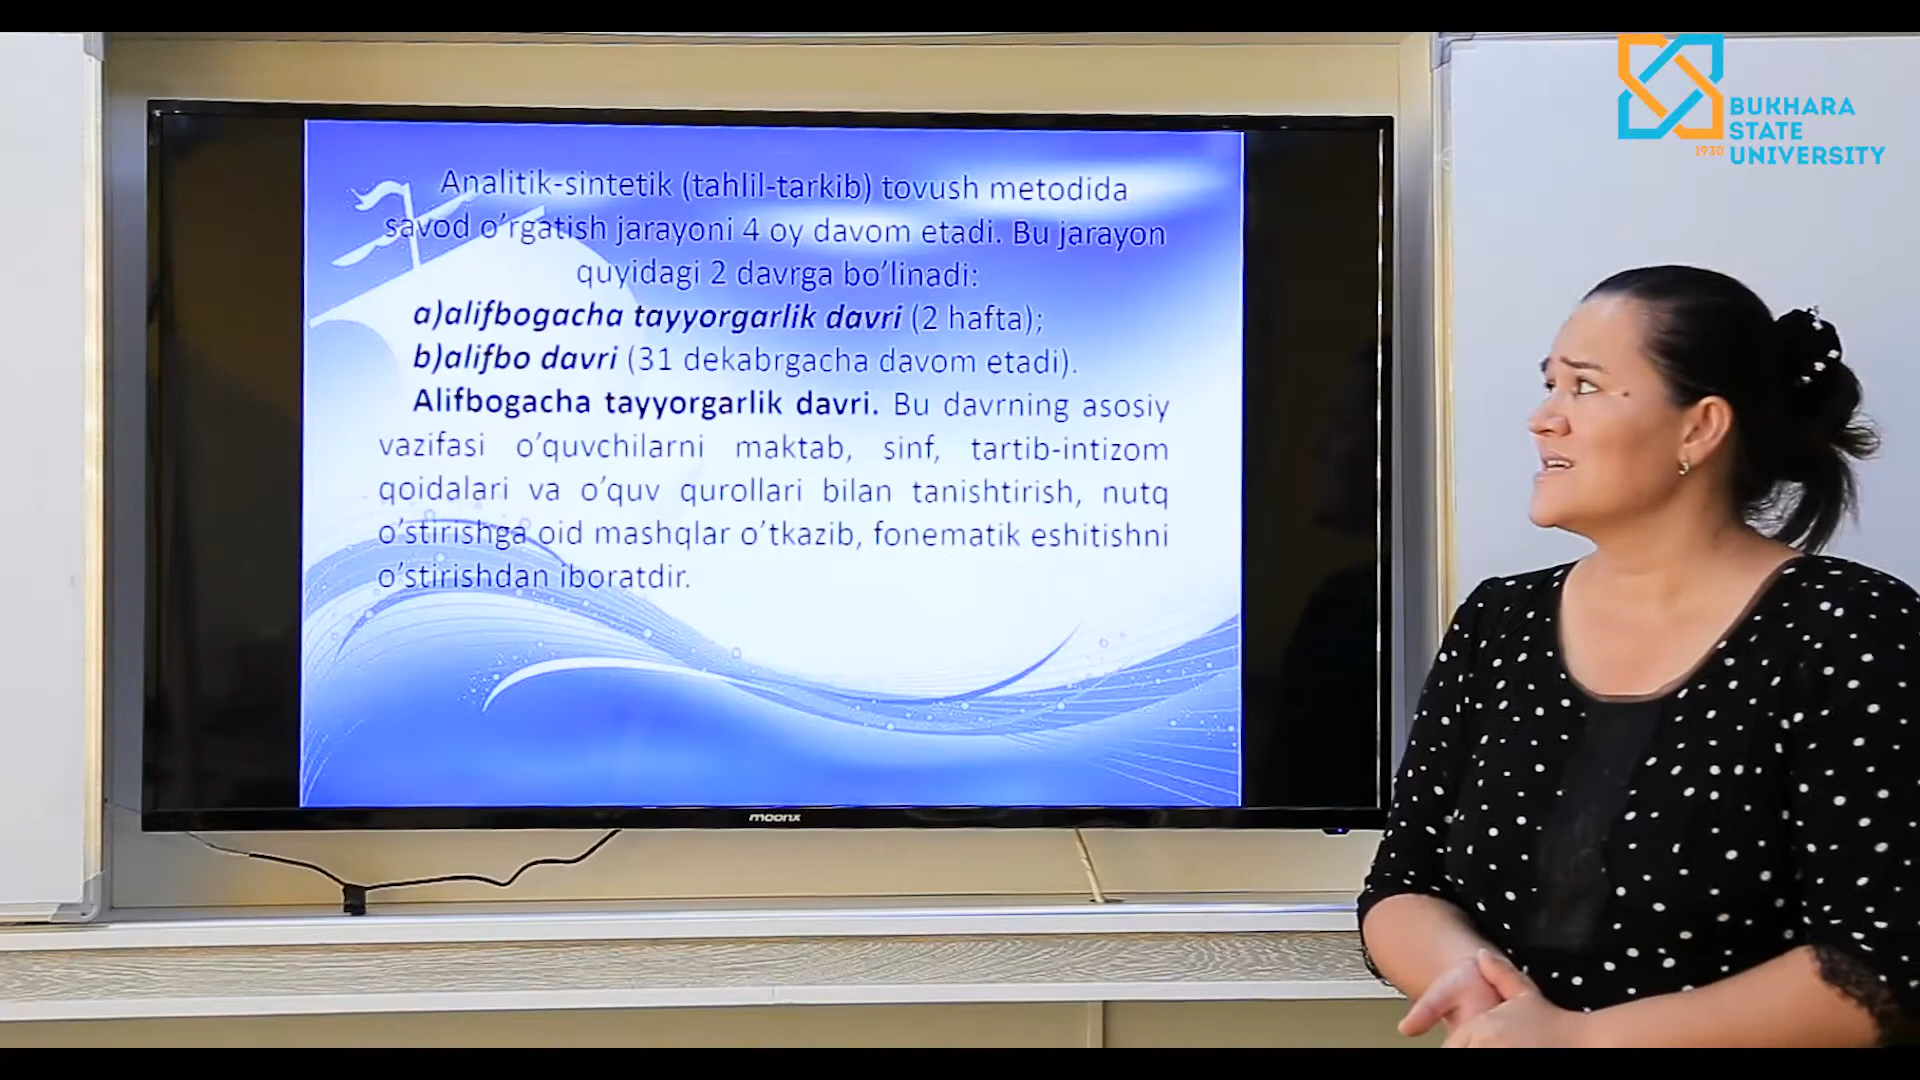 BUKHARA
STATE
1930 UNIVERSITY
Analitik-sintetik (tahlil-tarkib) tovush metodida
savod o’rgatish jarayoni 4 oy davom etadi. Bu jarayon
quyidagi 2 davrga bo’linadi:
a)alifbogacha tayyorgarlik davri (2 hafta);
b)alifbo davri (31 dekabrgacha davom etadi).
Alifbogacha tayyorgarlik davri. Bu davrning asosiy
vazifasi o’quvchilarni maktab, sinf, tartib-intizom
qoidalari va o’quv qurollari bilan tanishtirish, nutq
o’stirishga oid mashqlar o’tkazib, fonematik eshitishni
o’stirishdan iboratdir.
moonx